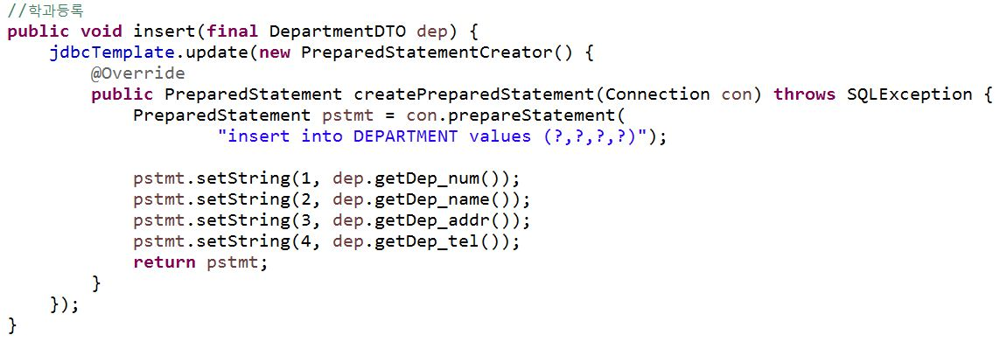 //학과등록
public void insert(final DepartmentDTO dep) {
    jdbcTemplate.update(new PreparedStatementCreator() {
        @Override
        public PreparedStatement createPreparedStatement(Connection con) throws SQLException {
            PreparedStatement pstmt = con.prepareStatement(
                    "insert into DEPARTMENT values (?,?,?,?)");

            pstmt.setString(1, dep.getDep_num());
            pstmt.setString(2, dep.getDep_name());
            pstmt.setString(3, dep.getDep_addr());
            pstmt.setString(4, dep.getDep_tel());
            return pstmt;
        }
    });
}